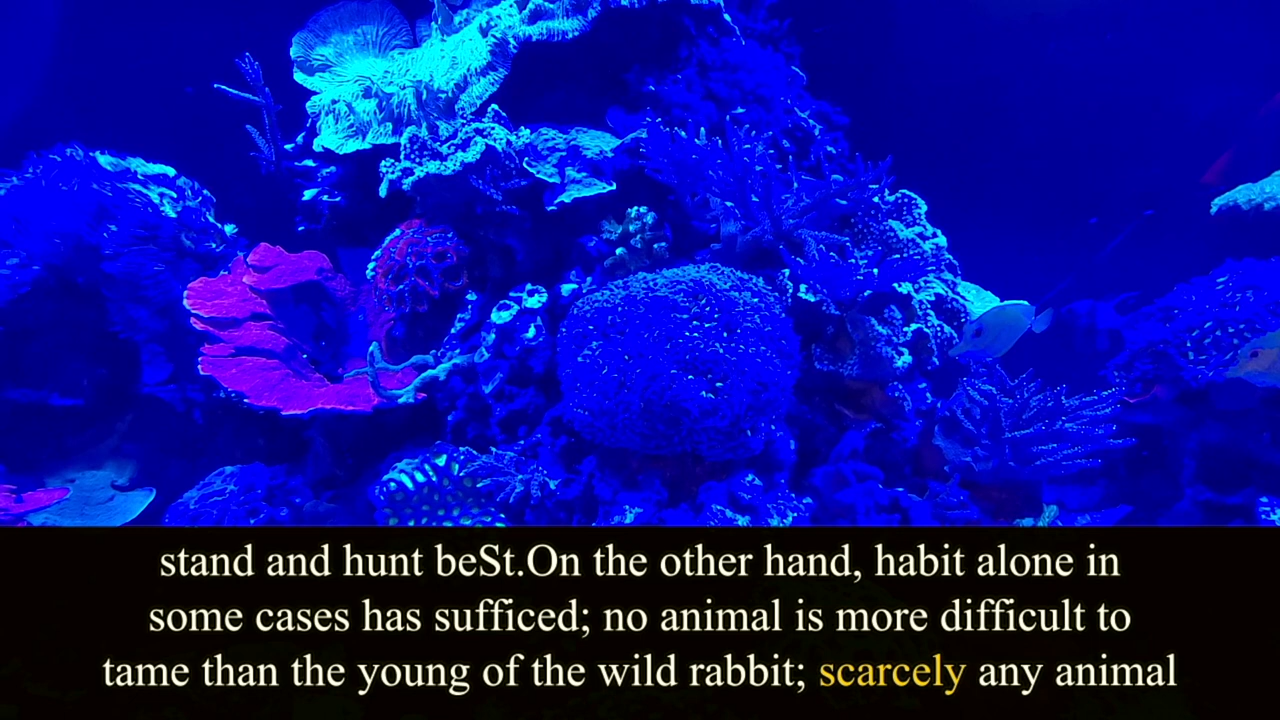 stand and hunt beSt.On the other hand, habit alone in
some cases has sufficed; no animal is more difficult to
tame than the young of the wild rabbit; scarcely any animal